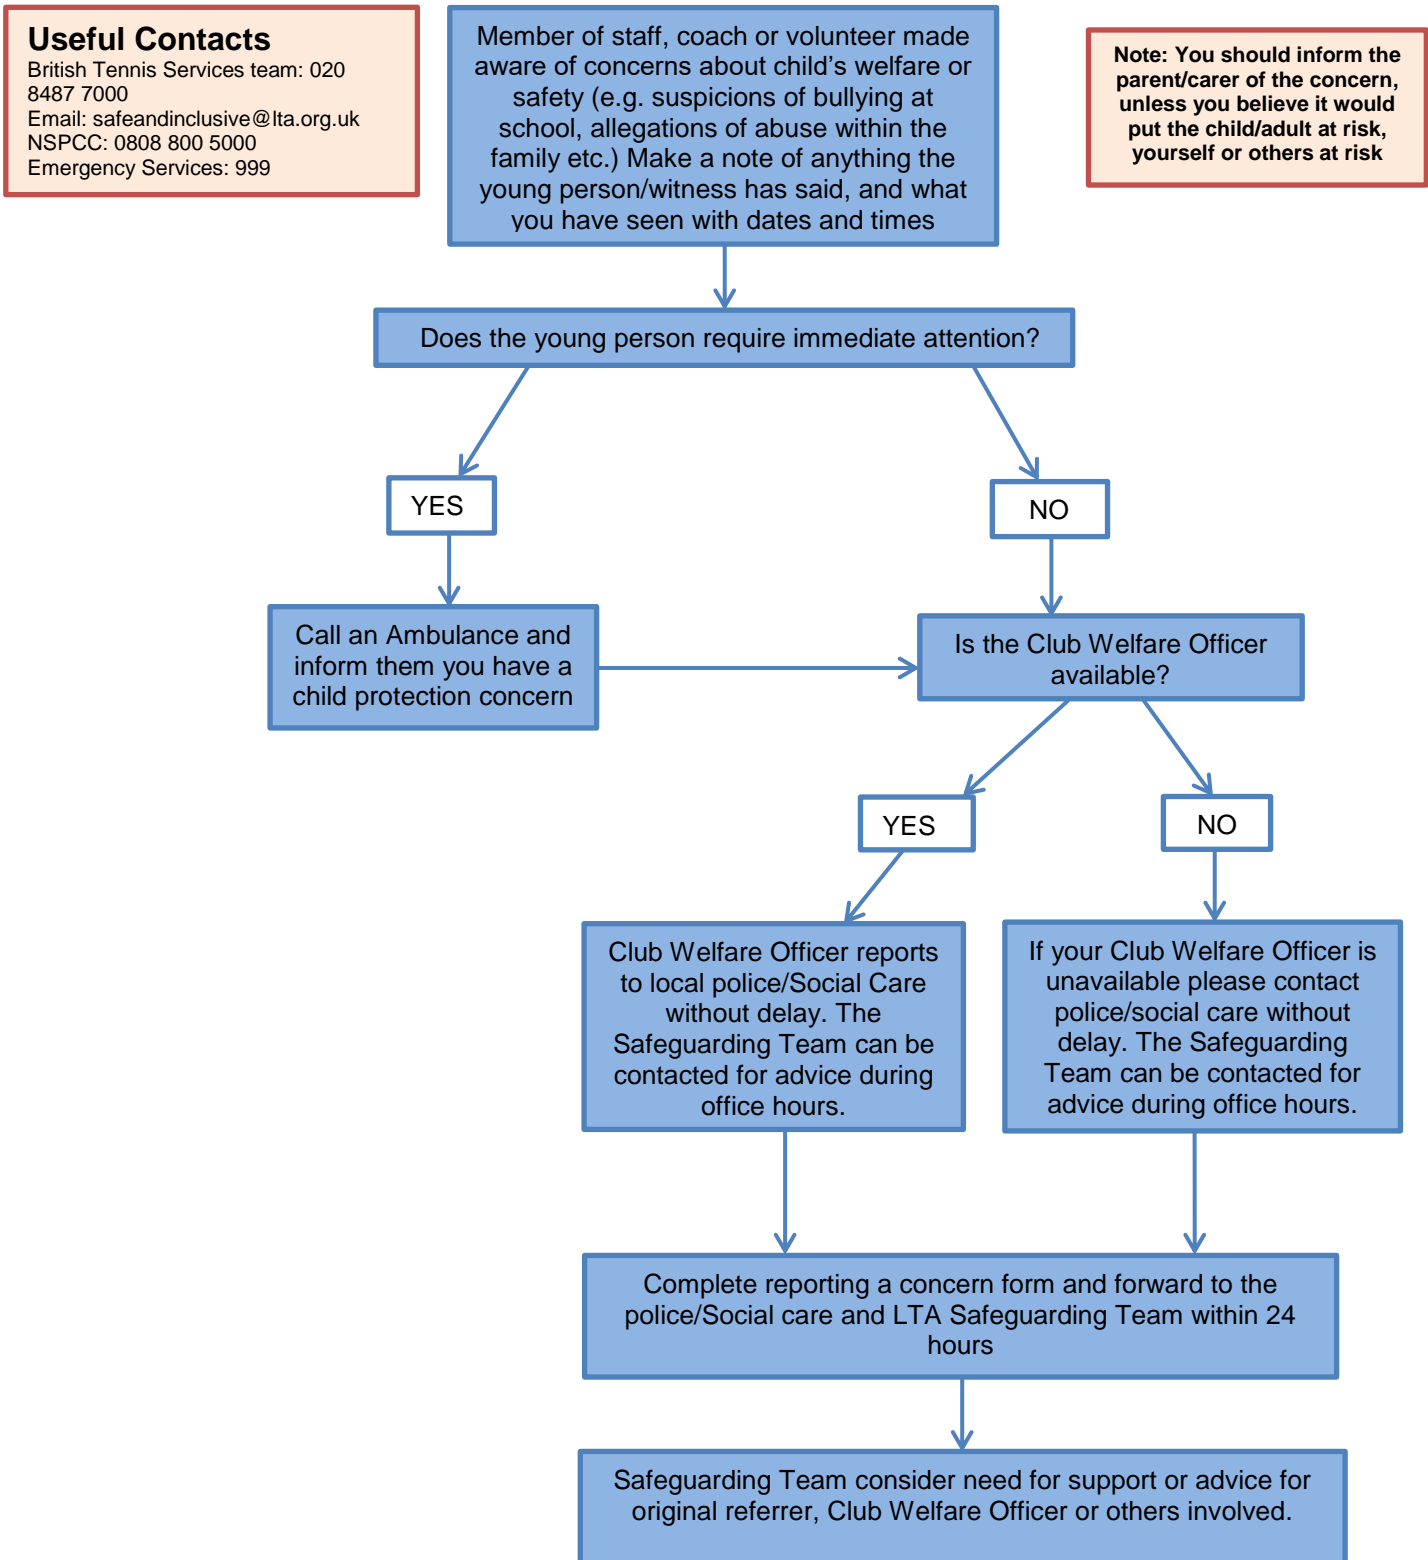 Useful Contacts
British Tennis Services team: 020
8487 7000
Email: safeandinclusive@lta.org.uk
NSPCC: 0808 800 5000
Emergency Services: 999
Member of staff, coach or volunteer made
aware of concerns about child's welfare or
safety (e.g. suspicions of bullying at
school, allegations of abuse within the
family etc.) Make a note of anything the
young person/witness has said, and what
you have seen with dates and times
Note: You should inform the
parent/carer of the concern,
unless you believe it would
put the child/adult at risk,
yourself or others at risk
Does the young person require immediate attention?
YES
NO
Call an Ambulance and
inform them you have a
child protection concern
Is the Club Welfare Officer
available?
YES
NO
Club Welfare Officer reports
to local police/Social Care
without delay. The
Safeguarding Team can be
contacted for advice during
office hours.
If your Club Welfare Officer is
unavailable please contact
police/social care without
delay. The Safeguarding
Team can be contacted for
advice during office hours.
Complete reporting a concern form and forward to the
police/Social care and LTA Safeguarding Team within 24
hours
Safeguarding Team consider need for support or advice for
original referrer, Club Welfare Officer or others involved.